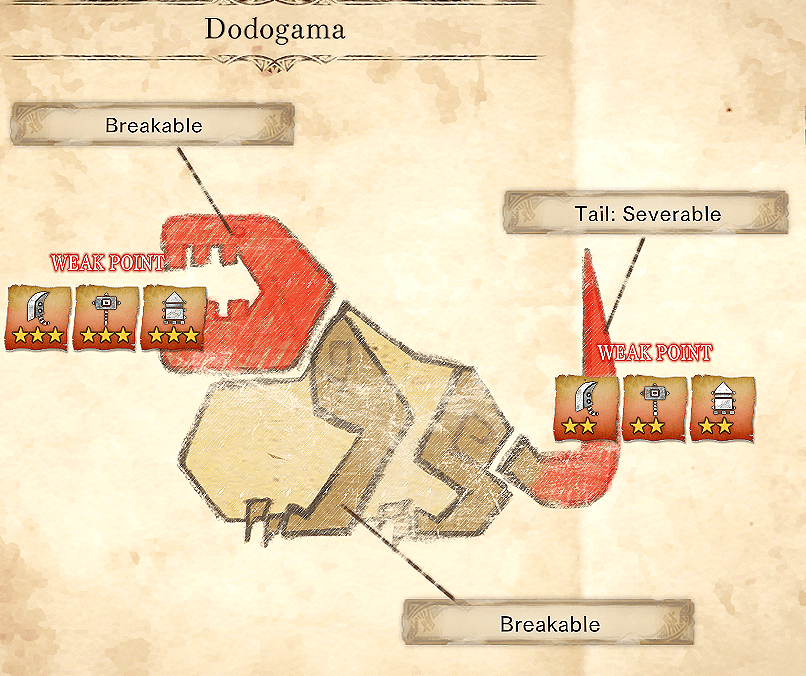 Dodogama
Breakable
Tail: Severable
WEAK POINT
WEAK POINT
Breakable